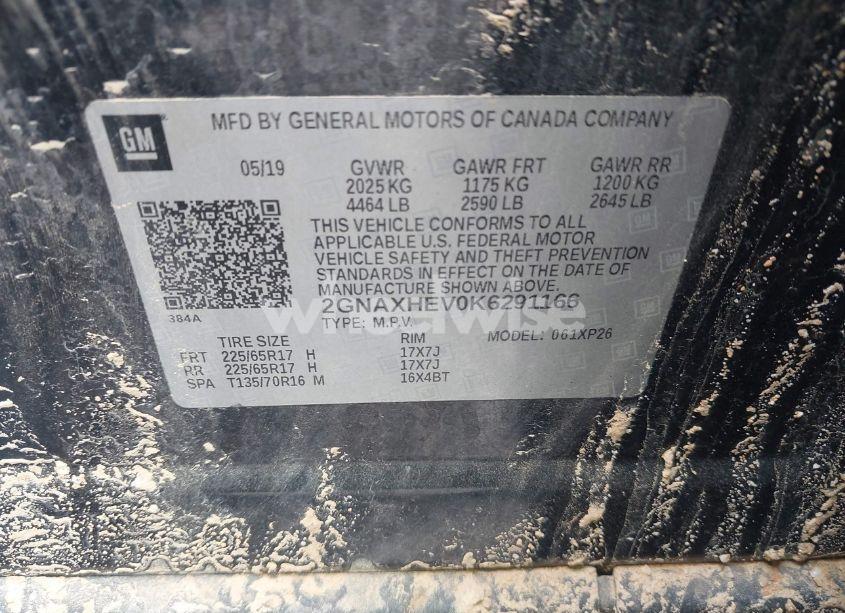 GM
MFD BY GENERAL MOTORS OF CANADA COMPANY
05/19 GVWR GAWR FRT GAWR RR
2025 KG 1175 KG 1200 KG
4464 LB 2590 LB 2645 LB
THIS VEHICLE CONFORMS TO ALL
APPLICABLE U.S. FEDERAL MOTOR
VEHICLE SAFETY AND THEFT PREVENTION
STANDARDS IN EFFECT ON THE DATE OF
MANUFACTURE SHOWN ABOVE.
384A
2GNAXHEV0K6291166
TYPE: M.P.V. MODEL: 061XP26
TIRE SIZE RIM
FRT 225/65R17 H 17X7J
RR 225/65R17 H 17X7J
SPA T135/70R16 M 16X4BT